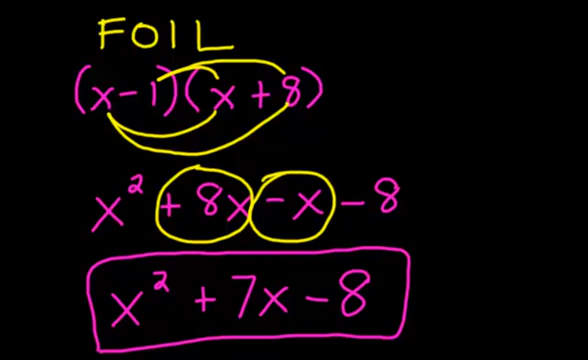 FOIL
(x-1)(x+8)
x² + 8x - x - 8
x² + 7x - 8